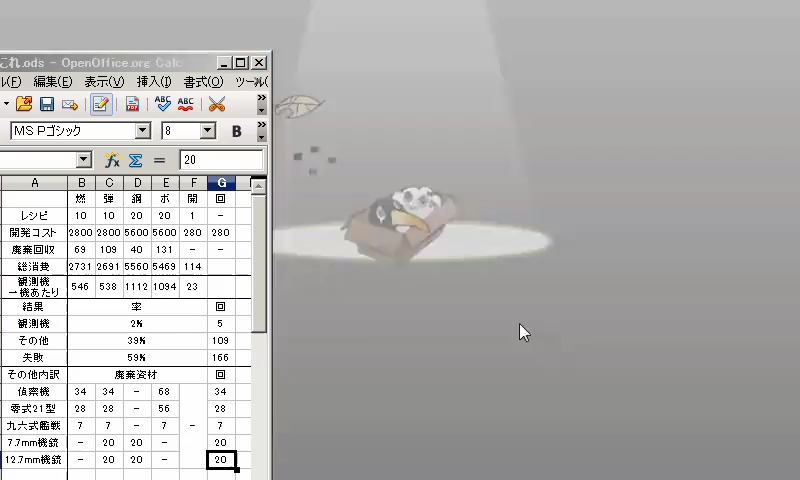 これ.ods - OpenOffice.org Calc
ル(F) 編集(E) 表示(V) 挿入(I) 書式(O) ツール(
ABC ABC
MS Pゴシック 8 B
fx Σ = 20
A B C D E F G
燃 弾 鋼 ボ 開 回
レシピ 10 10 20 20 1 -
開発コスト 2800 2800 5600 5600 280 280
廃棄回収 69 109 40 131 - -
総消費 2731 2691 5560 5469 114
観測機
一機あたり 546 538 1112 1094 23
結果 率 回
観測機 2% 5
その他 39% 109
失敗 59% 166
その他内訳 廃棄資材 回
偵察機 34 34 - 68 34
零式21型 28 28 - 56 28
九六式艦戦 7 7 - 7 - 7
7.7mm機銃 - 20 20 - 20
12.7mm機銃 - 20 20 - 20